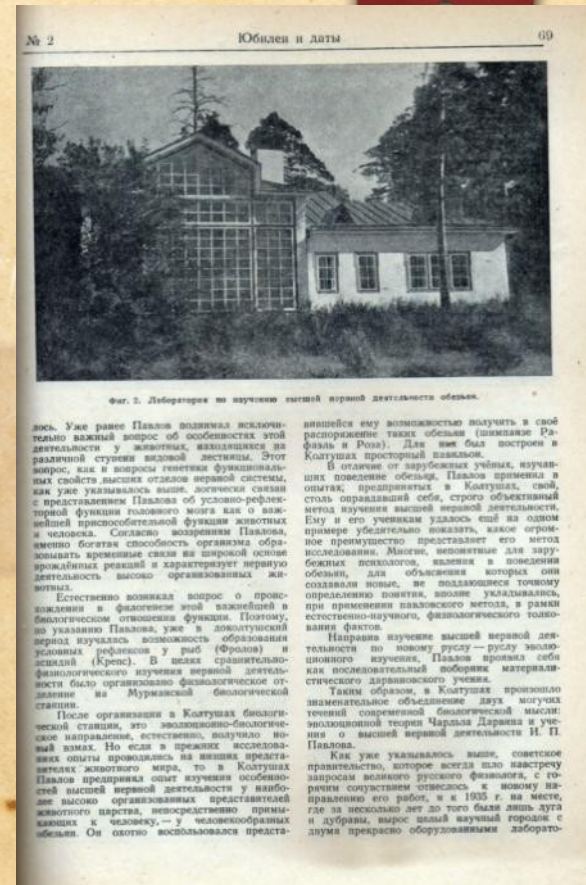 № 2
Юбилеи и даты
69
Фиг. 2. Лаборатория по изучению высшей нервной деятельности обезьян.
лось. Уже ранее Павлов поднимал исключи-
тельно важный вопрос об особенностях этой
деятельности у животных, находящихся на
различной ступени видовой лестницы. Этот
вопрос, как и вопросы генетики функциональ-
ных свойств высших отделов нервной системы,
как уже указывалось выше, логически связан
с представлением Павлова об условно-рефлек-
торной функции головного мозга как о важ-
нейшей приспособительной функции животных
и человека. Согласно воззрениям Павлова,
именно богатая способность организма обра-
зовывать временные связи на широкой основе
врождённых реакций и характеризует нервную
деятельность высоко организованных жи-
вотных.
Естественно возникал вопрос о проис-
хождении в филогенезе этой важнейшей в
биологическом отношении функции. Поэтому,
по указанию Павлова, уже в доколтушский
период изучалась возможность образования
условных рефлексов у рыб (Фролов) и
асцидий (Крепс). В целях сравнительно-
физиологического изучения нервной деятель-
ности было организовано физиологическое от-
деление на Мурманской биологической
станции.
После организации в Колтушах биологи-
ческой станции, это эволюционно-биологиче-
ское направление, естественно, получило но-
вый взмах. Но если в прежних исследова-
ниях опыты проводились на низших предста-
вителях животного мира, то в Колтушах
Павлов предпринял опыт изучения особенно-
стей высшей нервной деятельности у наибо-
лее высоко организованных представителей
животного царства, непосредственно примы-
кающих к человеку, — у человекообразных
обезьян. Он охотно воспользовался предста-
вившейся ему возможностью получить в своё
распоряжение таких обезьян (шимпанзе Ра-
фаэль и Роза). Для них был построен в
Колтушах просторный павильон.
В отличие от зарубежных учёных, изучав-
ших поведение обезьян, Павлов применил в
опытах, предпринятых в Колтушах, свой,
столь оправдавший себя, строго объективный
метод изучения высшей нервной деятельности.
Ему и его ученикам удалось ещё на одном
примере убедительно показать, какое огром-
ное преимущество представляет его метод
исследования. Многие, непонятные для зару-
бежных психологов, явления в поведении
обезьян, для объяснения которых они
создавали новые, не поддающиеся точному
определению понятия, вполне укладывались,
при применении павловского метода, в рамки
естественно-научного, физиологического толко-
вания фактов.
Направив изучение высшей нервной дея-
тельности по новому руслу — руслу эволю-
ционного изучения, Павлов проявил себя
как последовательный поборник материали-
стического дарвиновского учения.
Таким образом, в Колтушах произошло
знаменательное объединение двух могучих
течений современной биологической мысли:
эволюционной теории Чарльза Дарвина и уче-
ния о высшей нервной деятельности И. П.
Павлова.
Как уже указывалось выше, советское
правительство, которое всегда шло навстречу
запросам великого русского физиолога, с го-
рячим сочувствием отнеслось к новому на-
правлению его работ, и к 1935 г. на месте,
где за несколько лет до того были лишь луга
и дубравы, вырос целый научный городок с
двумя прекрасно оборудованными лаборато-